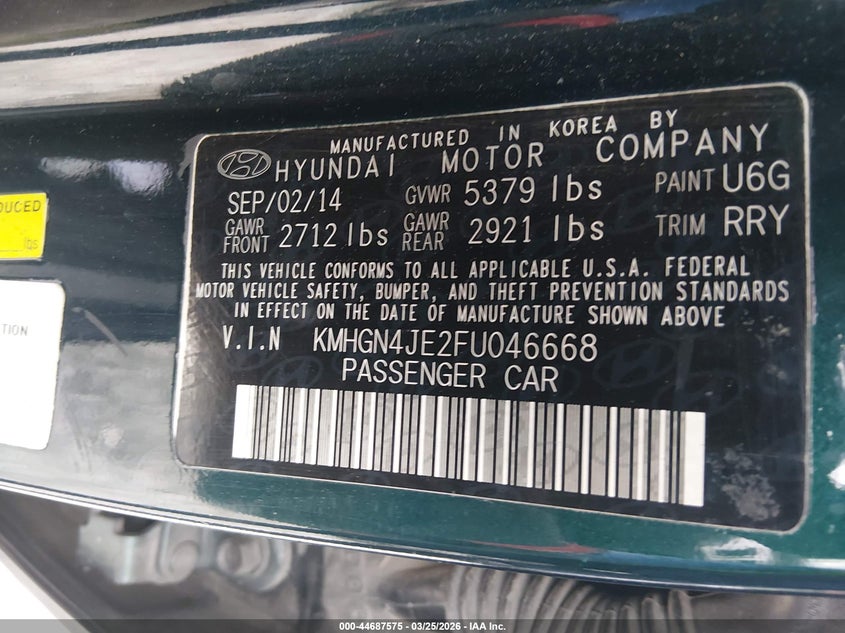 MANUFACTURED IN KOREA BY
HYUNDAI MOTOR COMPANY
SEP/02/14 GVWR 5379 lbs PAINT U6G
GAWR FRONT 2712 lbs GAWR REAR 2921 lbs TRIM RRY
THIS VEHICLE CONFORMS TO ALL APPLICABLE U.S.A. FEDERAL
MOTOR VEHICLE SAFETY, BUMPER, AND THEFT PREVENTION STANDARDS
IN EFFECT ON THE DATE OF MANUFACTURE SHOWN ABOVE
V.I.N KMHGN4JE2FU046668
PASSENGER CAR
lbs
000-44687575 - 03/25/2026 - IAA Holdings, LLC.